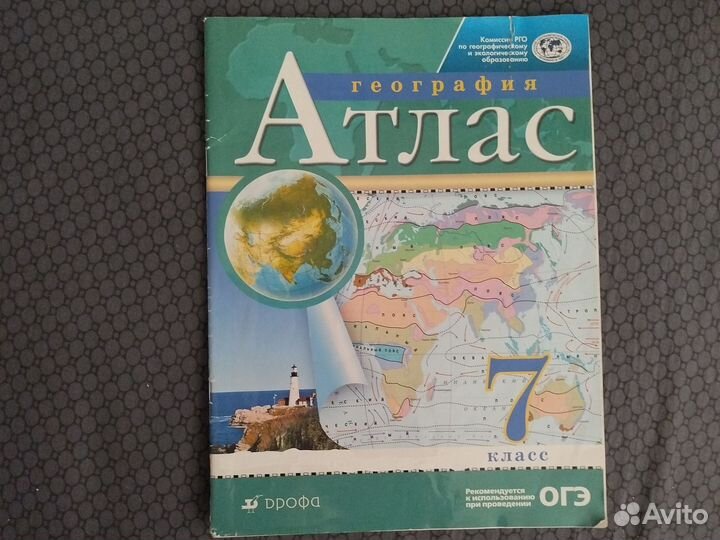 Комиссия РГО
по географическому
и экологическому
образованию
география
Атлас
7
класс
дрофа
Рекомендуется
к использованию
при проведении
ОГЭ
Avito